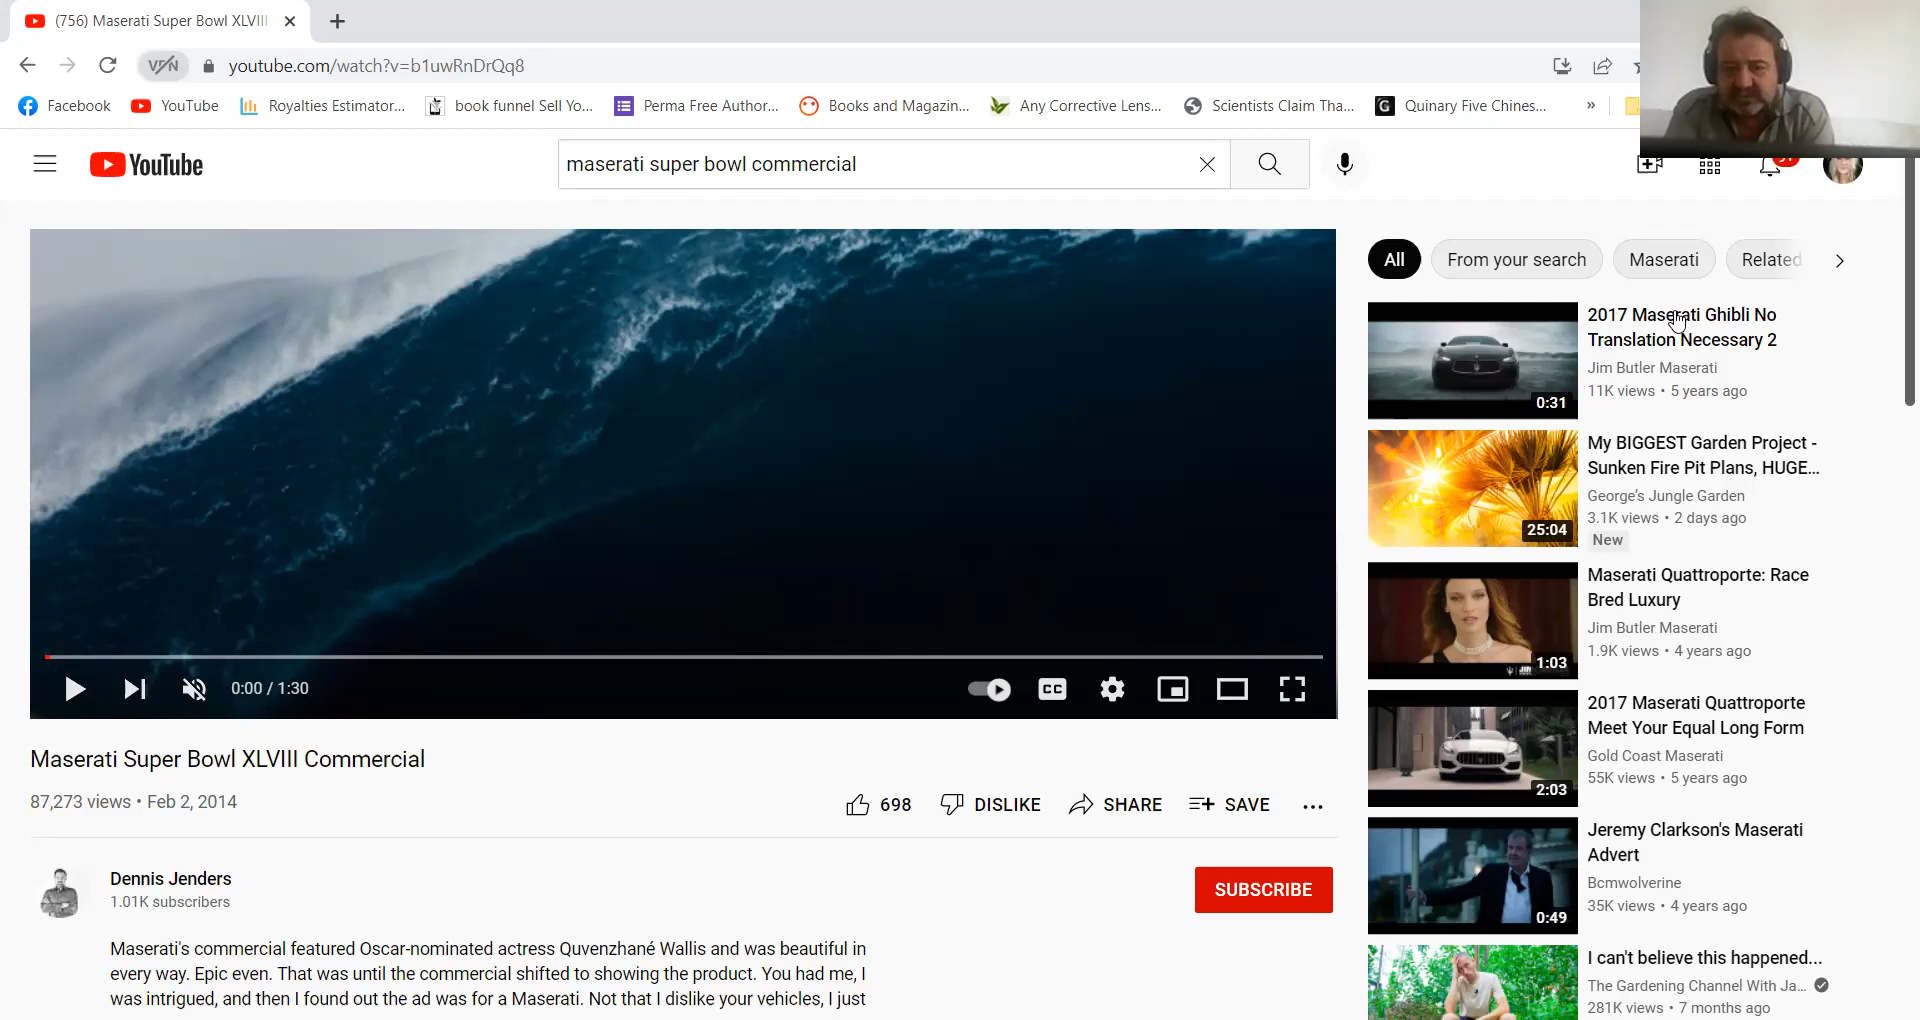 (756) Maserati Super Bowl XLVIII
youtube.com/watch?v=b1uwRnDrQq8
Facebook YouTube Royalties Estimator... book funnel Sell Yo... Perma Free Author... Books and Magazin... Any Corrective Lens... Scientists Claim Tha... Quinary Five Chines... »
YouTube
maserati super bowl commercial
All From your search Maserati Related
2017 Maserati Ghibli No
Translation Necessary 2
Jim Butler Maserati
11K views • 5 years ago
0:31
My BIGGEST Garden Project -
Sunken Fire Pit Plans, HUGE...
George's Jungle Garden
3.1K views • 2 days ago
New
25:04
Maserati Quattroporte: Race
Bred Luxury
Jim Butler Maserati
1.9K views • 4 years ago
1:03
2017 Maserati Quattroporte
Meet Your Equal Long Form
Gold Coast Maserati
55K views • 5 years ago
2:03
Jeremy Clarkson's Maserati
Advert
Bcmwolverine
35K views • 4 years ago
0:49
I can't believe this happened...
The Gardening Channel With Ja...
281K views • 7 months ago
0:00 / 1:30
CC
Maserati Super Bowl XLVIII Commercial
87,273 views • Feb 2, 2014
698 DISLIKE SHARE SAVE ...
Dennis Jenders
1.01K subscribers
SUBSCRIBE
Maserati's commercial featured Oscar-nominated actress Quvenzhané Wallis and was beautiful in
every way. Epic even. That was until the commercial shifted to showing the product. You had me, I
was intrigued, and then I found out the ad was for a Maserati. Not that I dislike your vehicles, I just